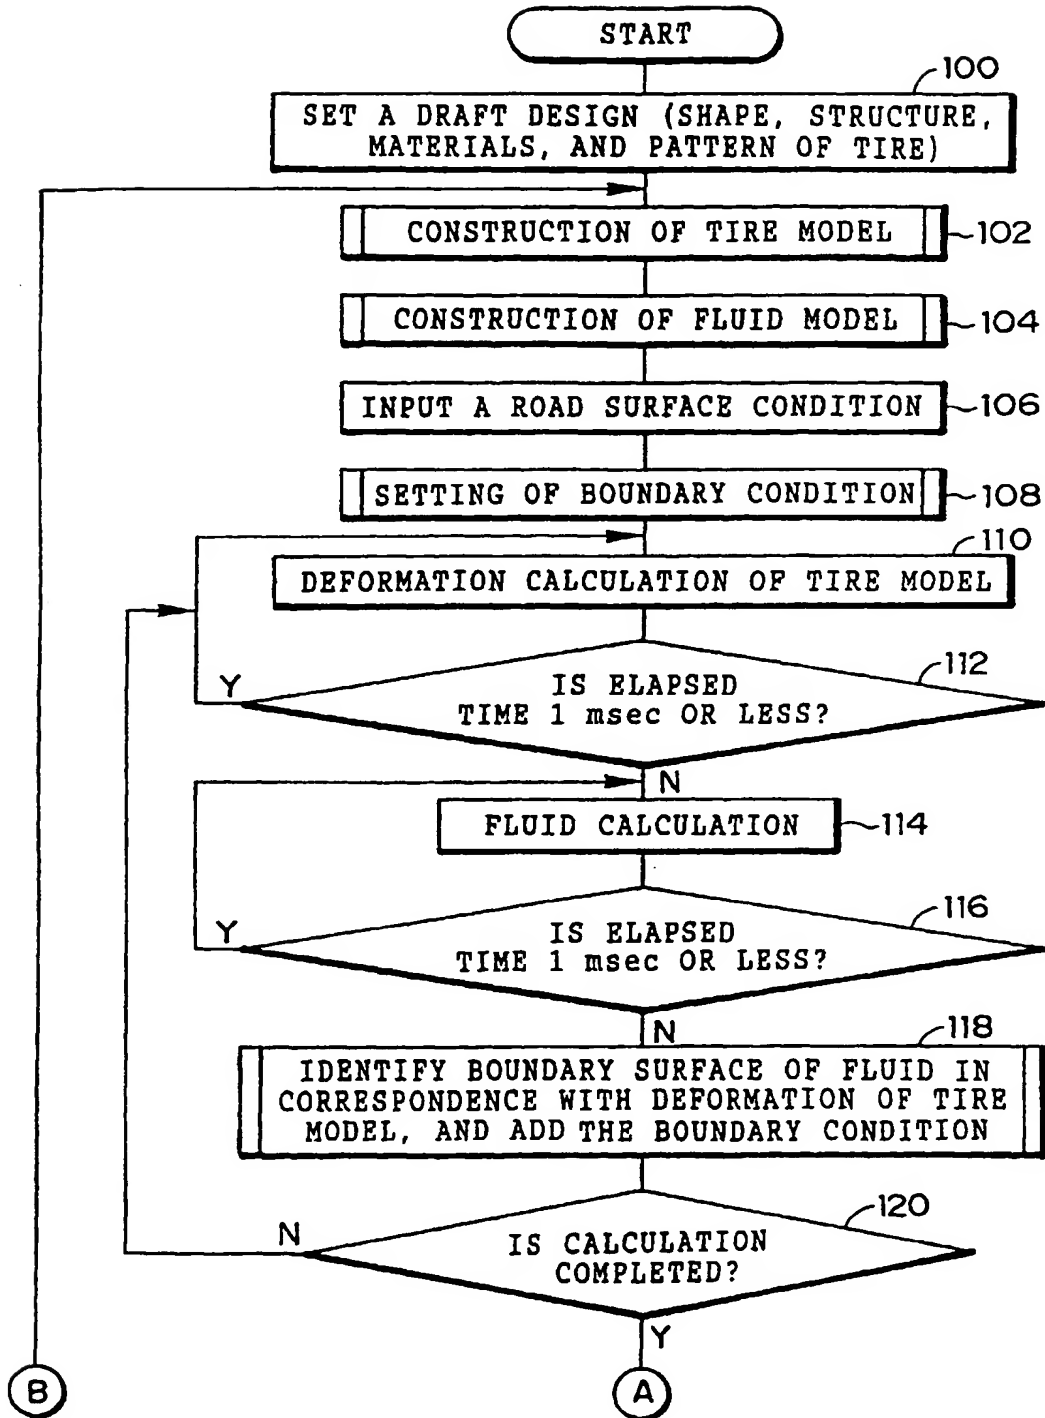 START
100
SET A DRAFT DESIGN (SHAPE, STRUCTURE,
MATERIALS, AND PATTERN OF TIRE)
CONSTRUCTION OF TIRE MODEL
102
CONSTRUCTION OF FLUID MODEL
104
INPUT A ROAD SURFACE CONDITION
106
SETTING OF BOUNDARY CONDITION
108
110
DEFORMATION CALCULATION OF TIRE MODEL
112
Y
IS ELAPSED
TIME 1 msec OR LESS?
N
FLUID CALCULATION
114
116
Y
IS ELAPSED
TIME 1 msec OR LESS?
N
118
IDENTIFY BOUNDARY SURFACE OF FLUID IN
CORRESPONDENCE WITH DEFORMATION OF TIRE
MODEL, AND ADD THE BOUNDARY CONDITION
120
N
IS CALCULATION
COMPLETED?
Y
B
A